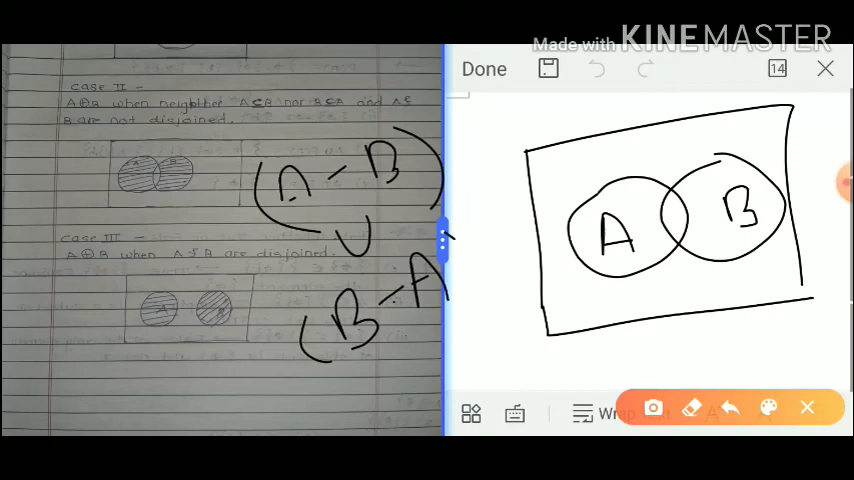 Made with KINEMASTER
Done
14
Case II -
A⊕B when neighther A⊆B nor B⊆A and A &
B are not disjoined.
A B
(A - B)
U
(B - A
Case III -
A⊕B when A & B are disjoined.
A B
A B
Wrap